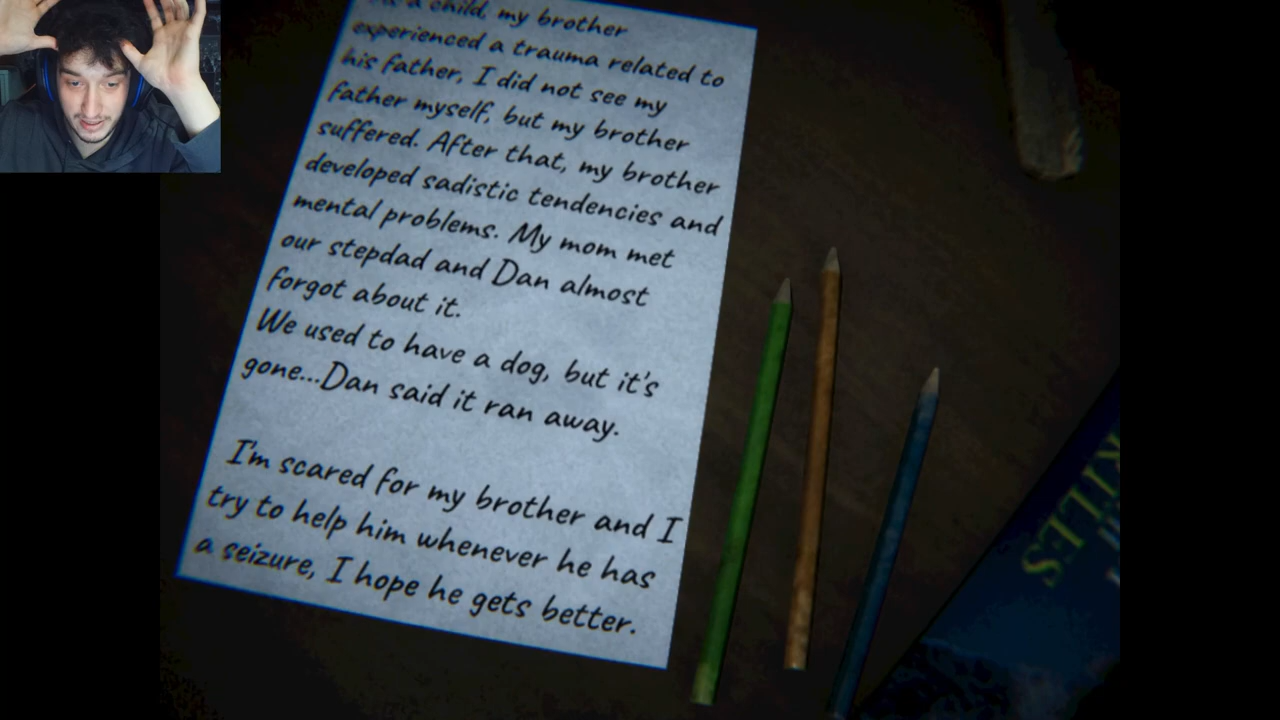 a child, my brother
experienced a trauma related to
his father, I did not see my
father myself, but my brother
suffered. After that, my brother
developed sadistic tendencies and
mental problems. My mom met
our stepdad and Dan almost
forgot about it.
We used to have a dog, but it's
gone...Dan said it ran away.
I'm scared for my brother and I
try to help him whenever he has
a seizure, I hope he gets better.